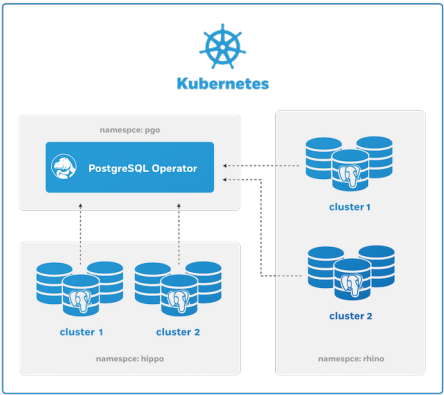 Kubernetes
namespce: pgo
PostgreSQL Operator
cluster 1
cluster 2
cluster 1
cluster 2
namespce: hippo
namespce: rhino